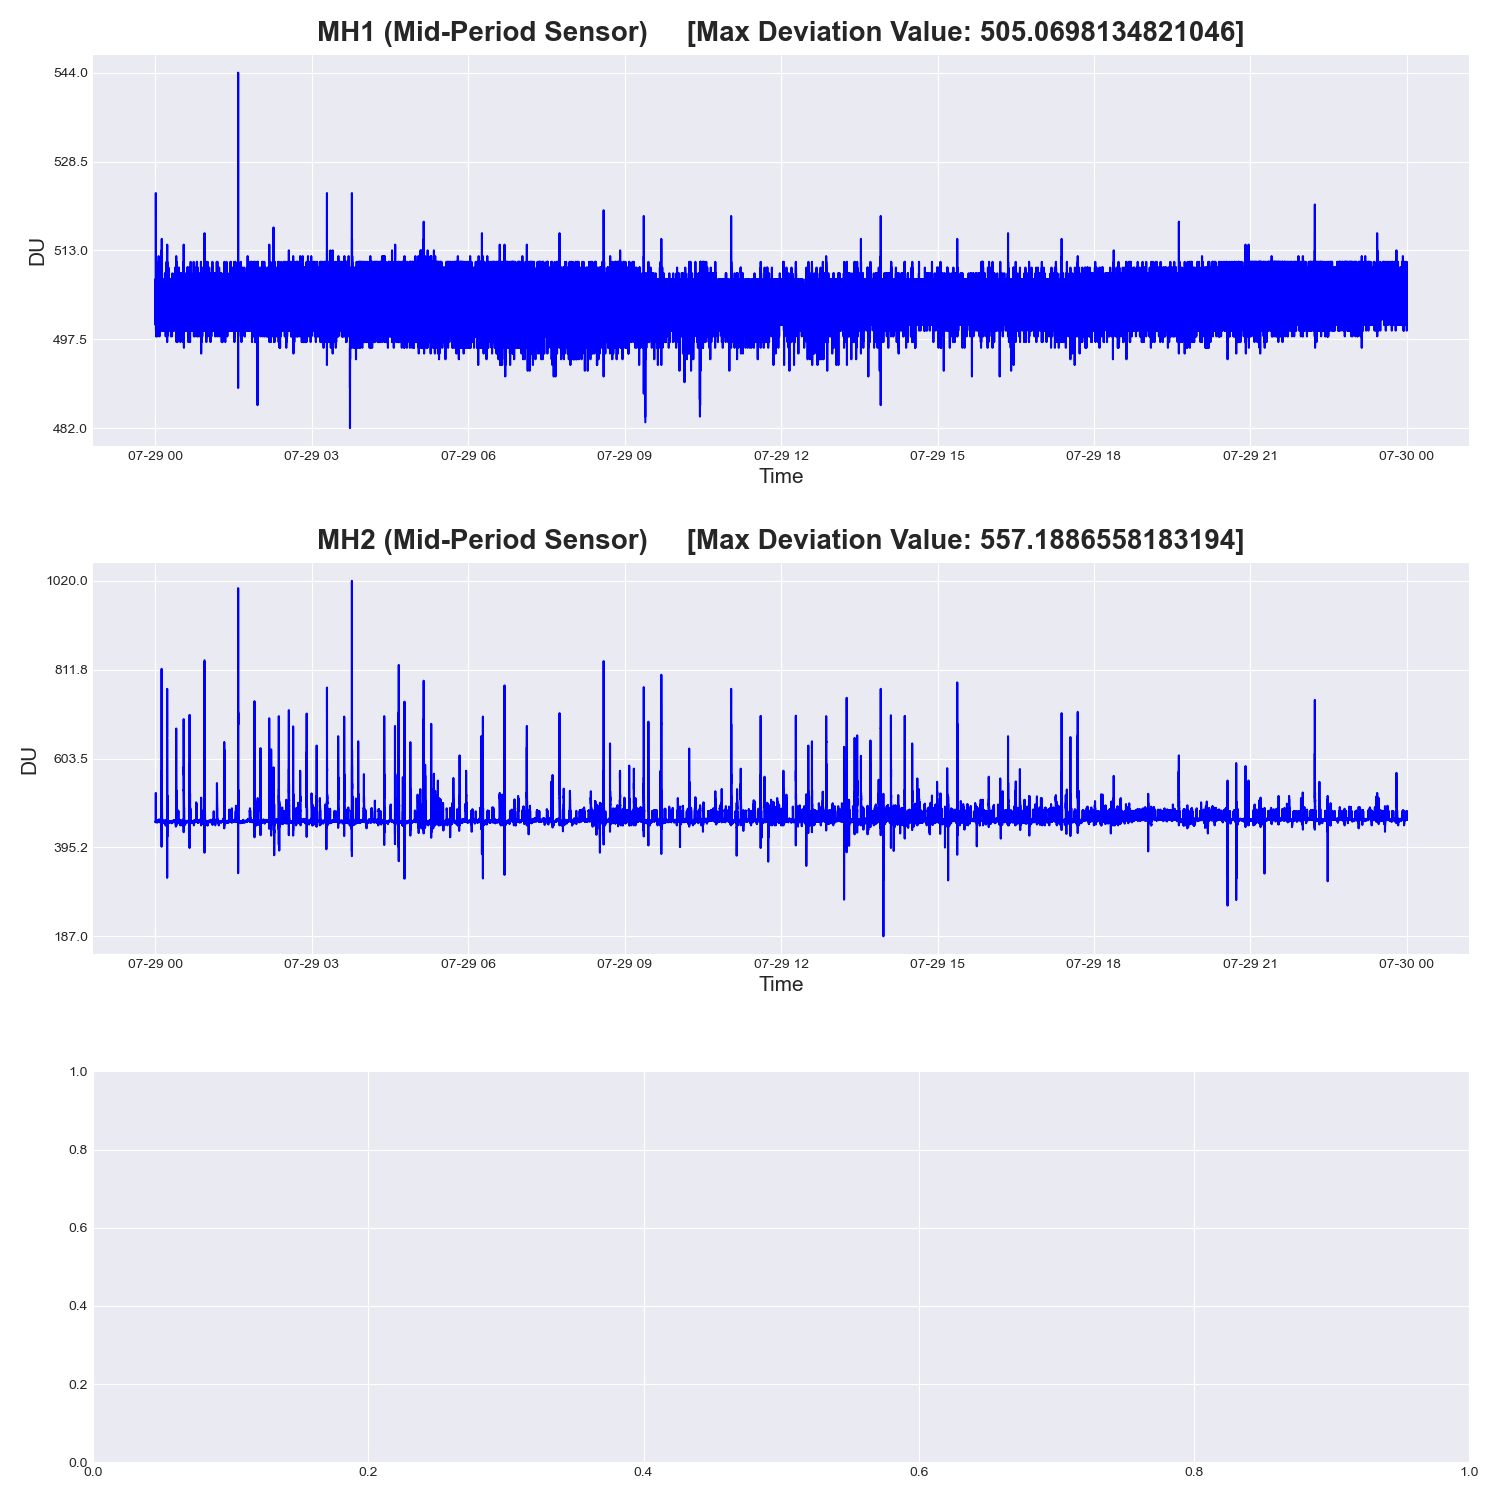 MH1 (Mid-Period Sensor) [Max Deviation Value: 505.0698134821046]
544.0
528.5
513.0
497.5
482.0
DU
07-29 00 07-29 03 07-29 06 07-29 09 07-29 12 07-29 15 07-29 18 07-29 21 07-30 00
Time
MH2 (Mid-Period Sensor) [Max Deviation Value: 557.1886558183194]
1020.0
811.8
603.5
395.2
187.0
DU
07-29 00 07-29 03 07-29 06 07-29 09 07-29 12 07-29 15 07-29 18 07-29 21 07-30 00
Time
1.0
0.8
0.6
0.4
0.2
0.0
0.0 0.2 0.4 0.6 0.8 1.0